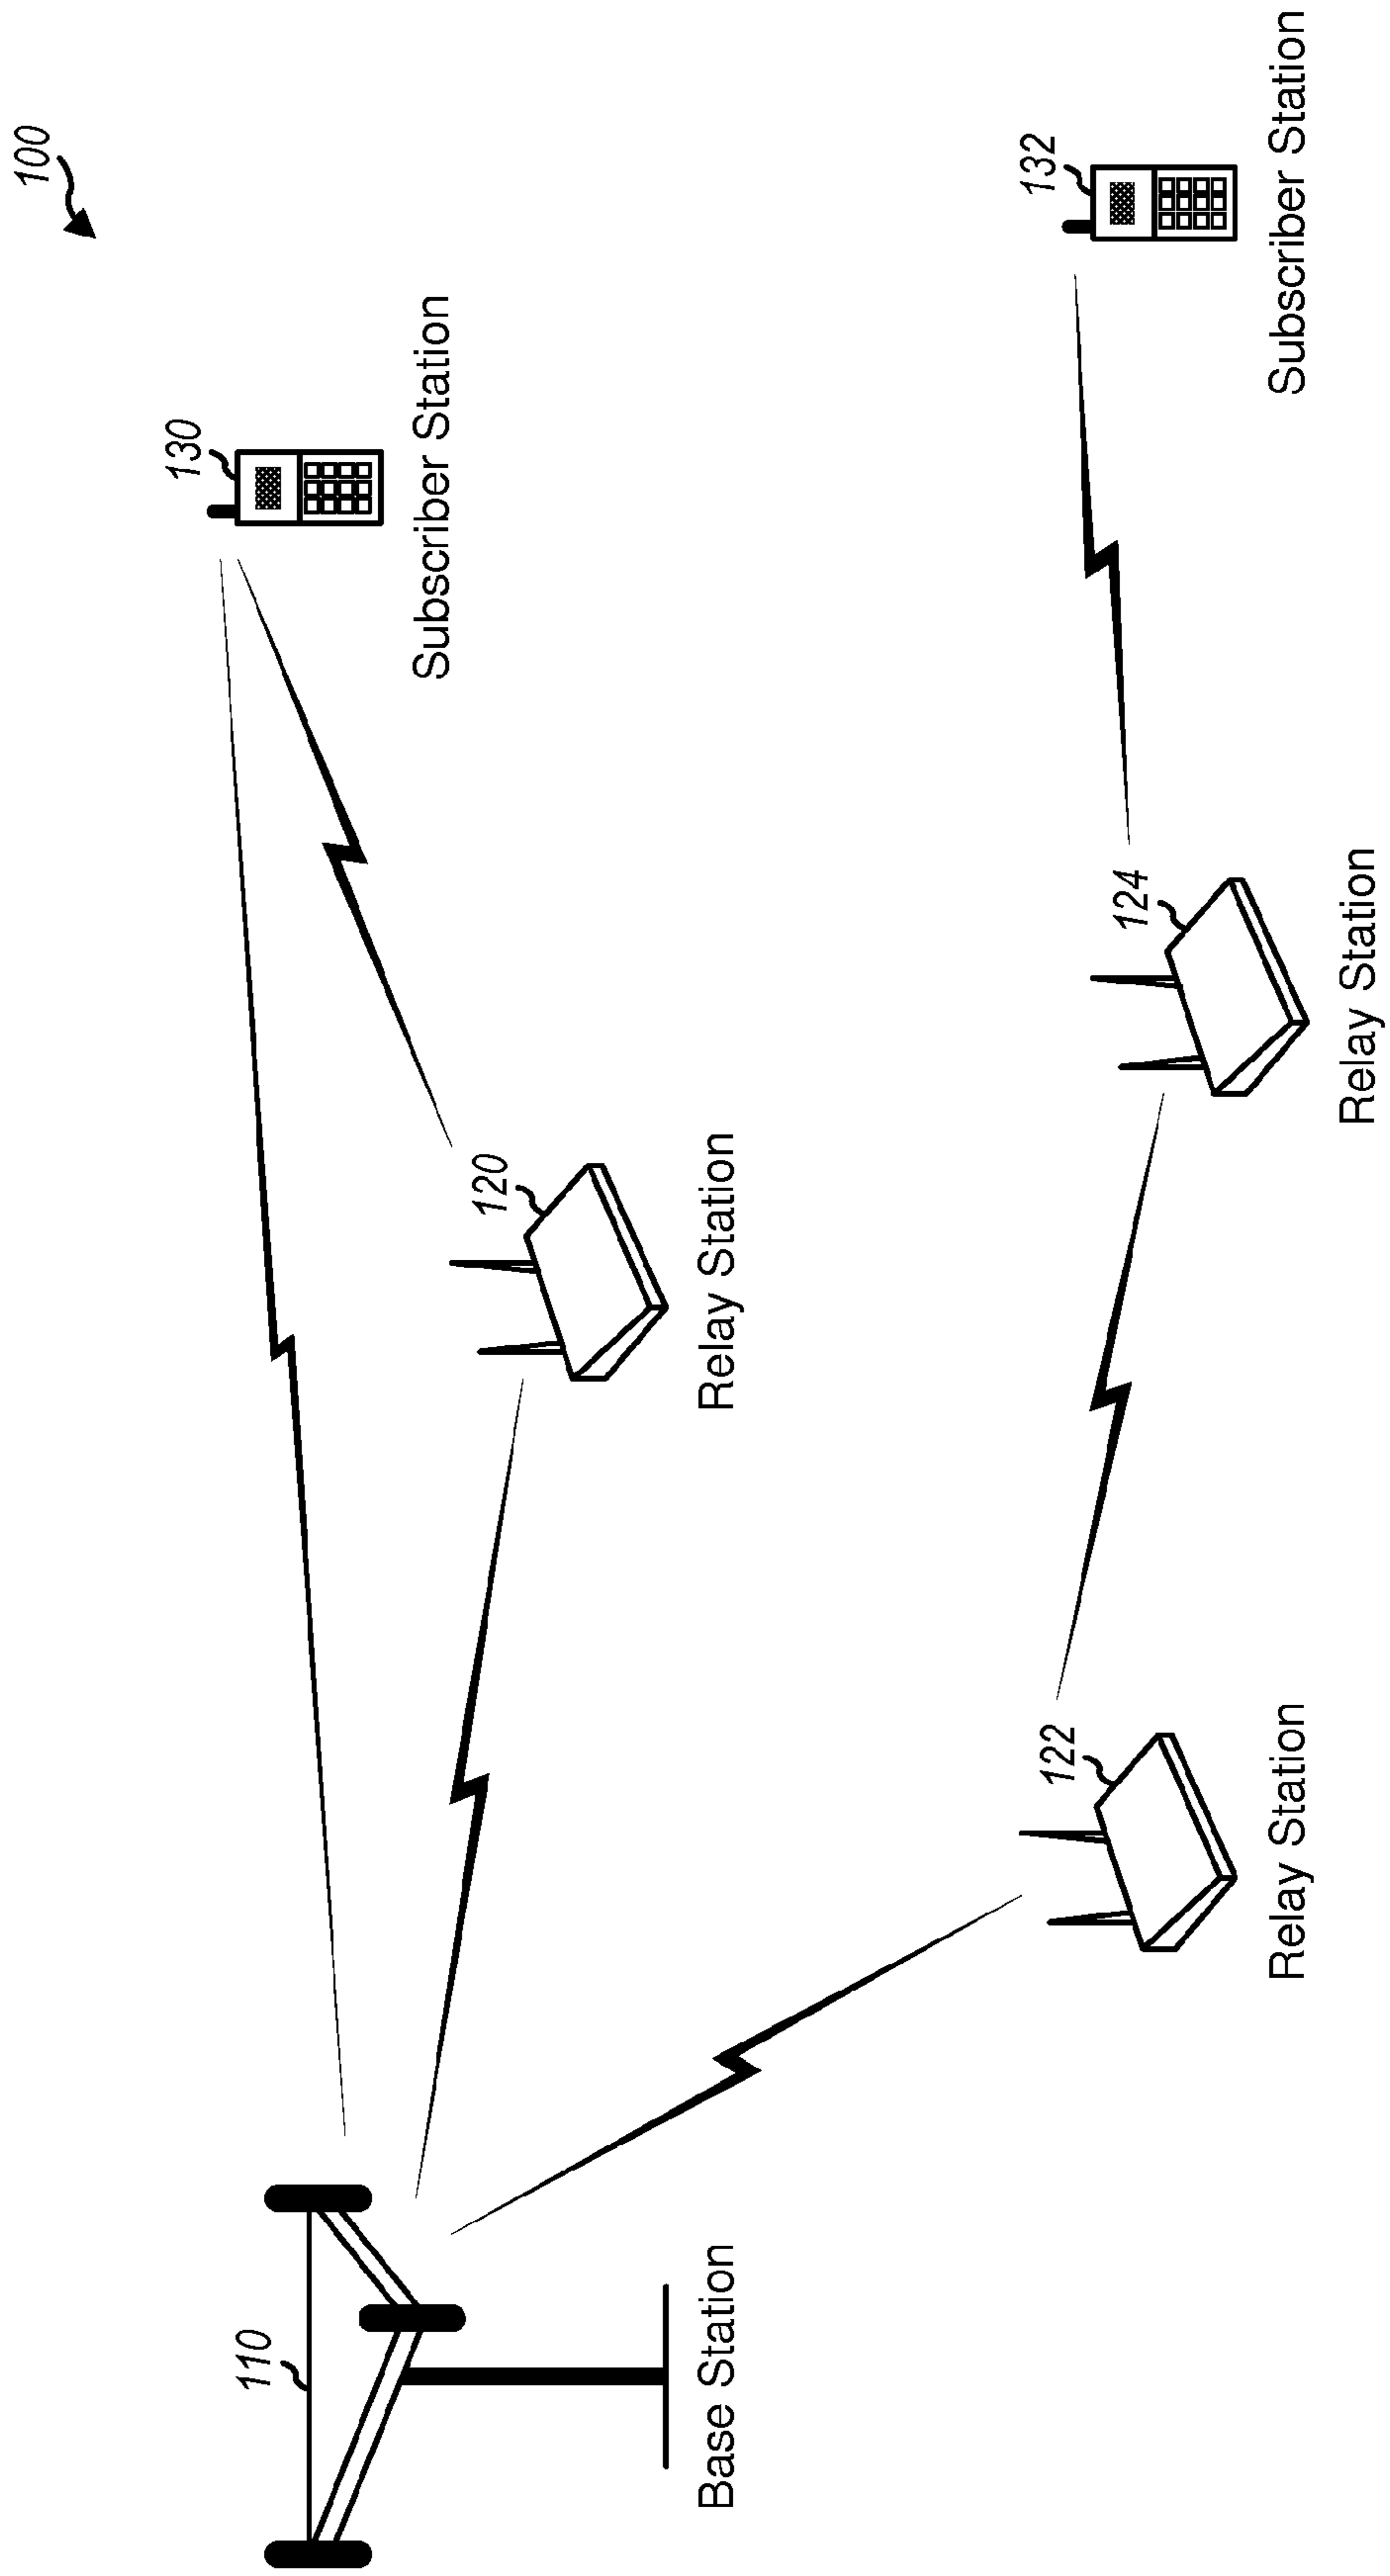 100
130
Subscriber Station
110
120
Base Station
Relay Station
132
Subscriber Station
122
124
Relay Station
Relay Station